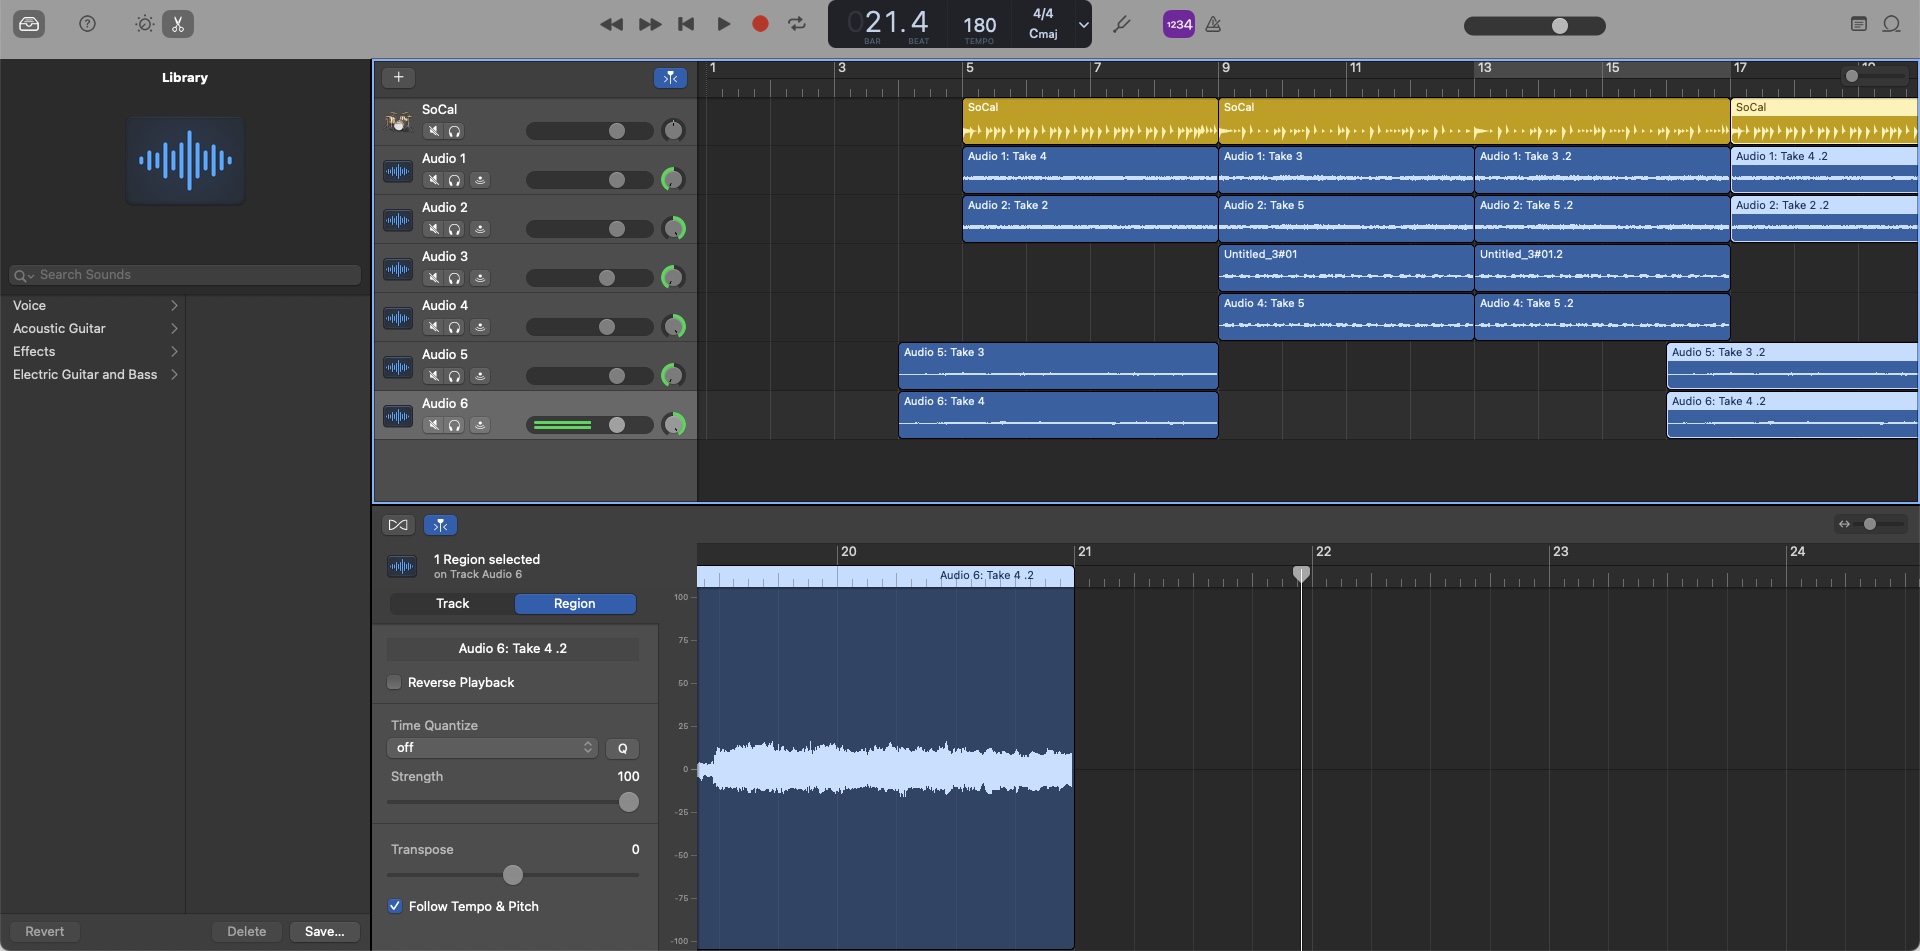 021.4
BAR
BEAT
180
TEMPO
4/4
Cmaj
1234
Library
Search Sounds
Voice
Acoustic Guitar
Effects
Electric Guitar and Bass
Revert
Delete
Save...
+
1
3
5
7
9
11
13
15
17
SoCal
SoCal
SoCal
SoCal
Audio 1
Audio 1: Take 4
Audio 1: Take 3
Audio 1: Take 3 .2
Audio 1: Take 4 .2
Audio 2
Audio 2: Take 2
Audio 2: Take 5
Audio 2: Take 5 .2
Audio 2: Take 2 .2
Audio 3
Untitled_3#01
Untitled_3#01.2
Audio 4
Audio 4: Take 5
Audio 4: Take 5 .2
Audio 5
Audio 5: Take 3
Audio 5: Take 3 .2
Audio 6
Audio 6: Take 4
Audio 6: Take 4 .2
1 Region selected
on Track Audio 6
Track
Region
Audio 6: Take 4 .2
Reverse Playback
Time Quantize
off
Q
Strength
100
Transpose
0
Follow Tempo & Pitch
20
21
22
23
24
Audio 6: Take 4 .2
100
75
50
25
0
-25
-50
-75
-100